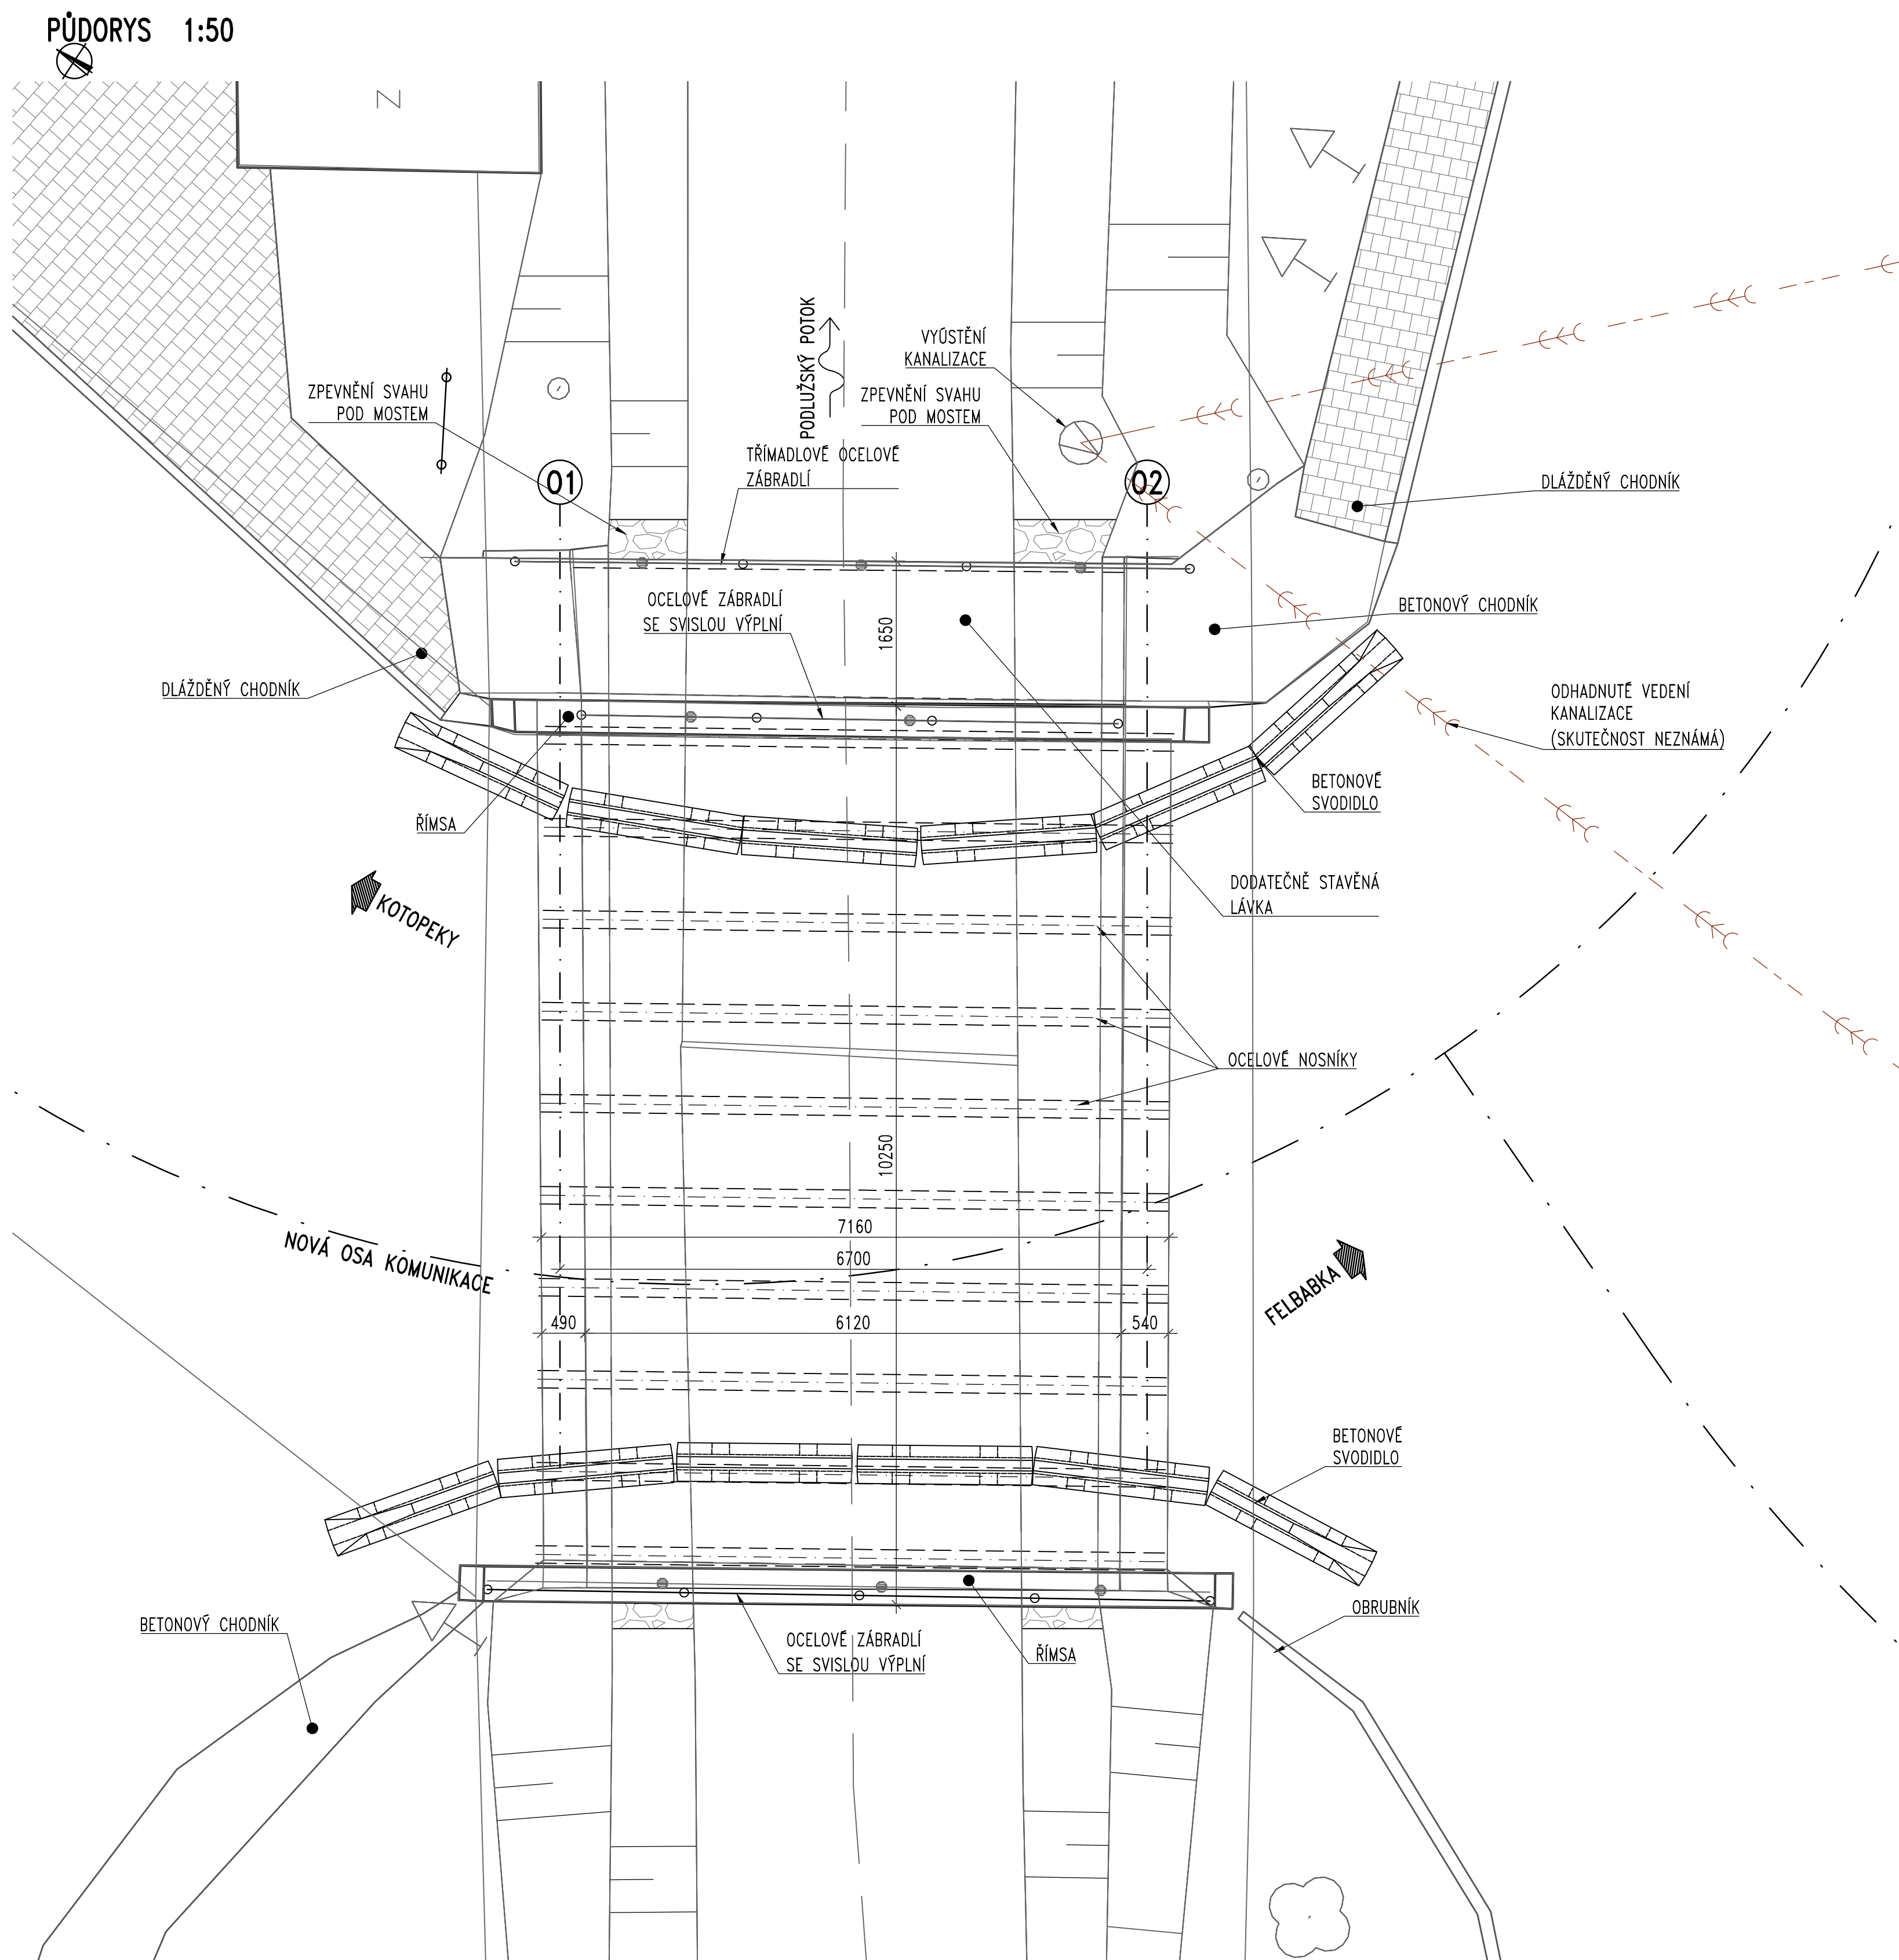 PŮDORYS 1:50
Z
PODLUŽSKÝ POTOK
VYÚSTĚNÍ
KANALIZACE
ZPEVNĚNÍ SVAHU
POD MOSTEM
ZPEVNĚNÍ SVAHU
POD MOSTEM
TŘÍMADLOVÉ OCELOVÉ
ZÁBRADLÍ
O1
O2
DLÁŽDĚNÝ CHODNÍK
OCELOVÉ ZÁBRADLÍ
SE SVISLOU VÝPLNÍ
1650
BETONOVÝ CHODNÍK
DLÁŽDĚNÝ CHODNÍK
ODHADNUTÉ VEDENÍ
KANALIZACE
(SKUTEČNOST NEZNÁMÁ)
BETONOVÉ
SVODIDLO
ŘÍMSA
DODATEČNĚ STAVĚNÁ
LÁVKA
KOTOPEKY
OCELOVÉ NOSNÍKY
10250
7160
6700
NOVÁ OSA KOMUNIKACE
FELBABKA
490
6120
540
BETONOVÉ
SVODIDLO
BETONOVÝ CHODNÍK
OBRUBNÍK
OCELOVÉ ZÁBRADLÍ
SE SVISLOU VÝPLNÍ
ŘÍMSA